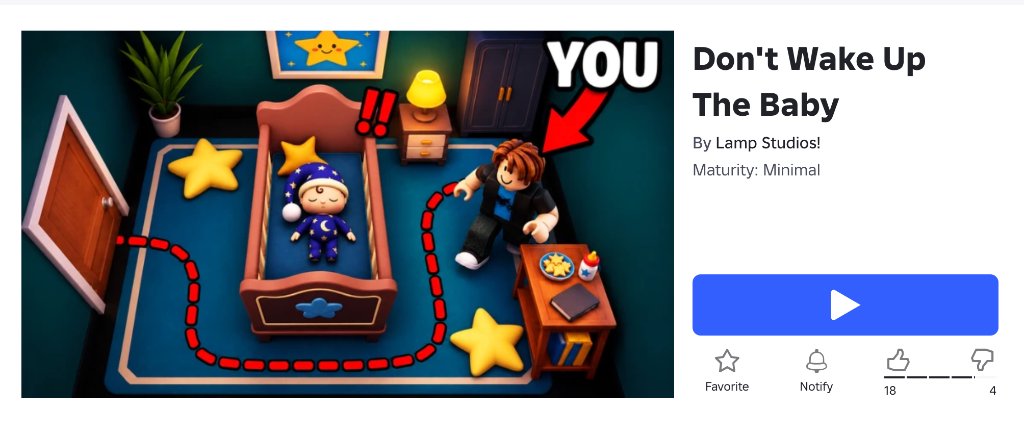 YOU
!!
Don't Wake Up
The Baby
By Lamp Studios!
Maturity: Minimal
Favorite
Notify
18
4